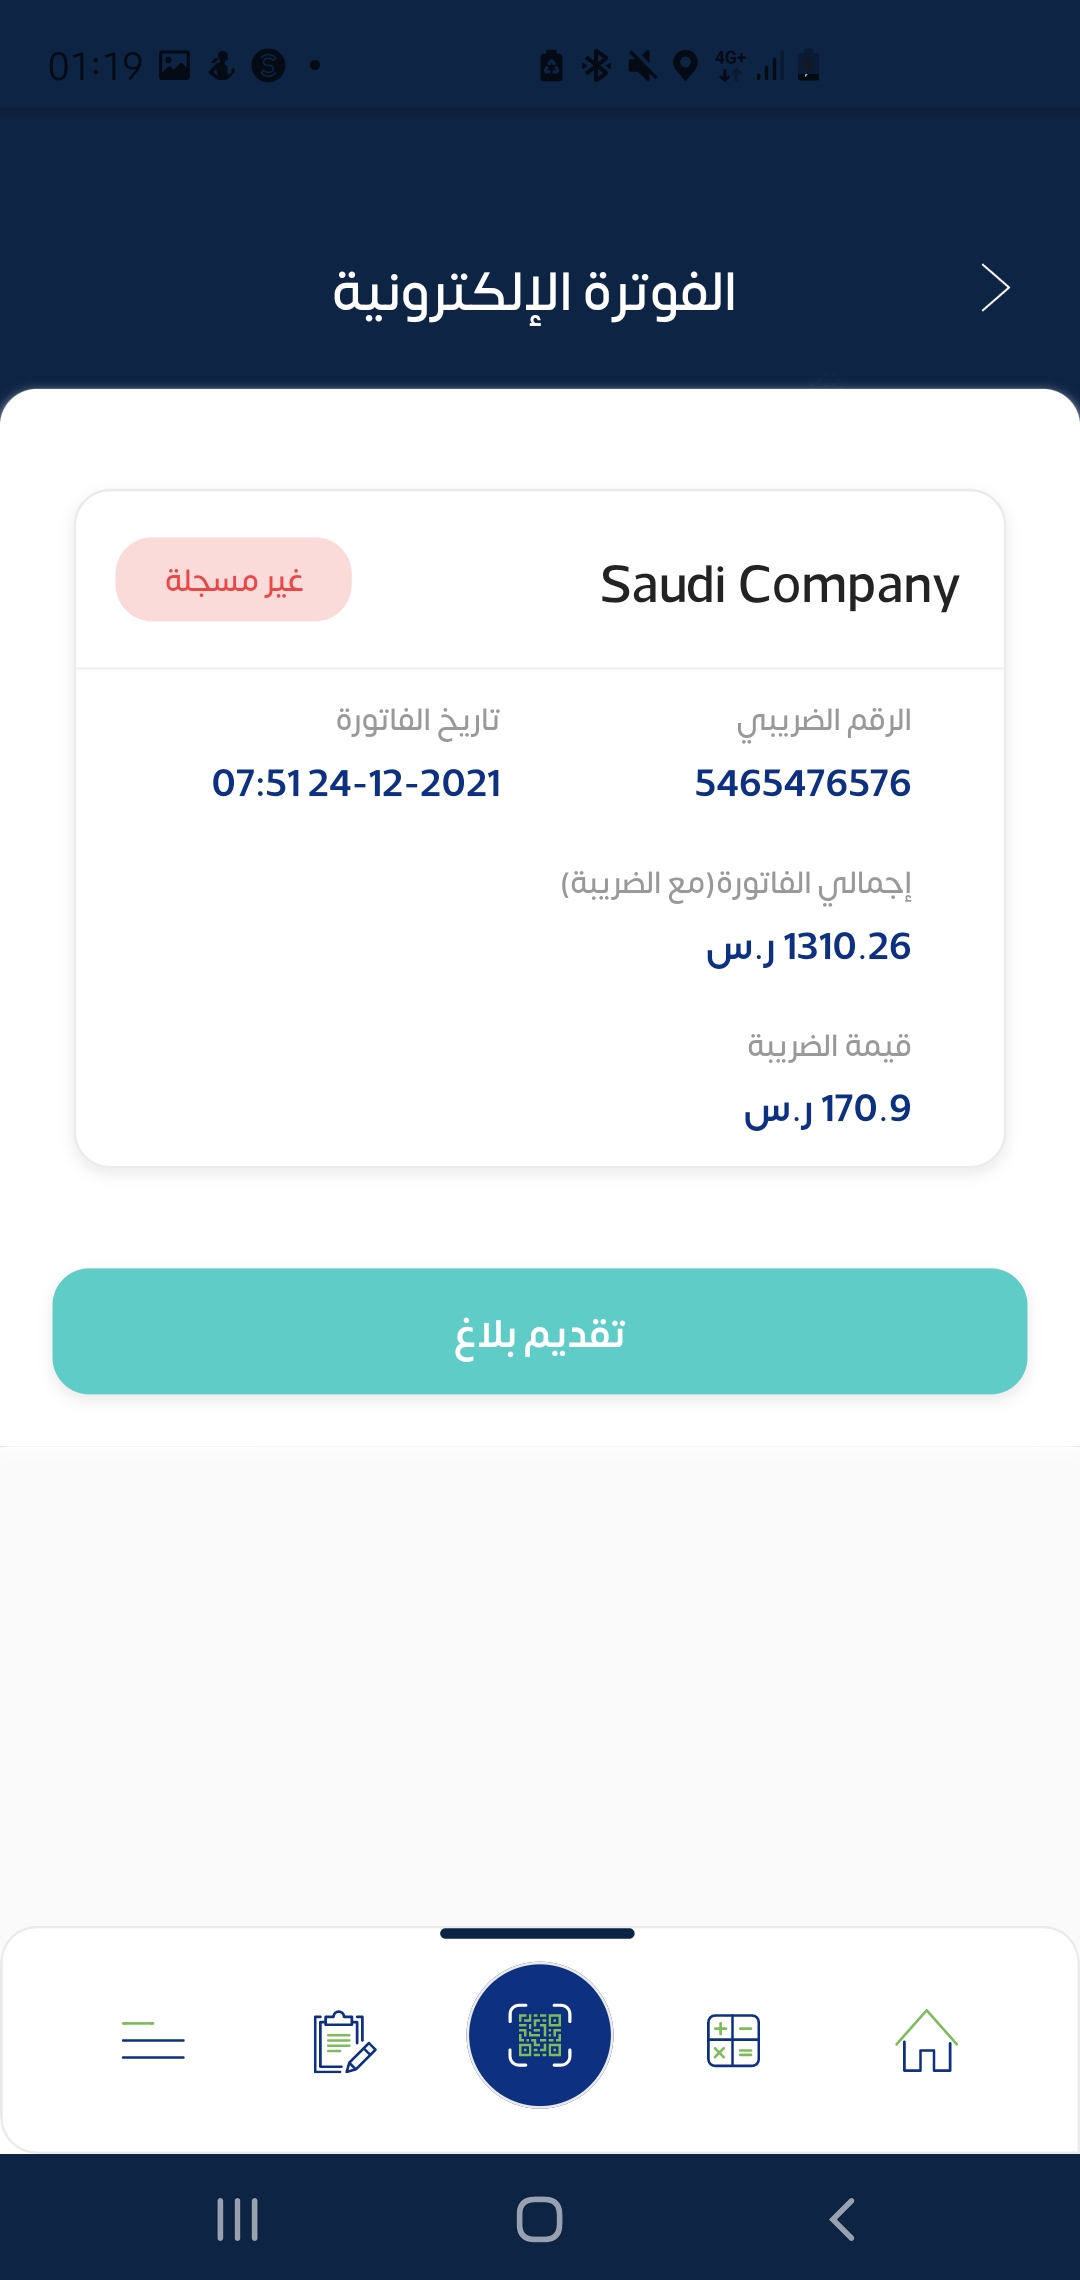 01:19
4G+
الفوترة الإلكترونية
Saudi Company
غير مسجلة
الرقم الضريبي
تاريخ الفاتورة
5465476576
07:51 24-12-2021
إجمالي الفاتورة(مع الضريبة)
1310.26 ر.س
قيمة الضريبة
170.9 ر.س
تقديم بلاغ